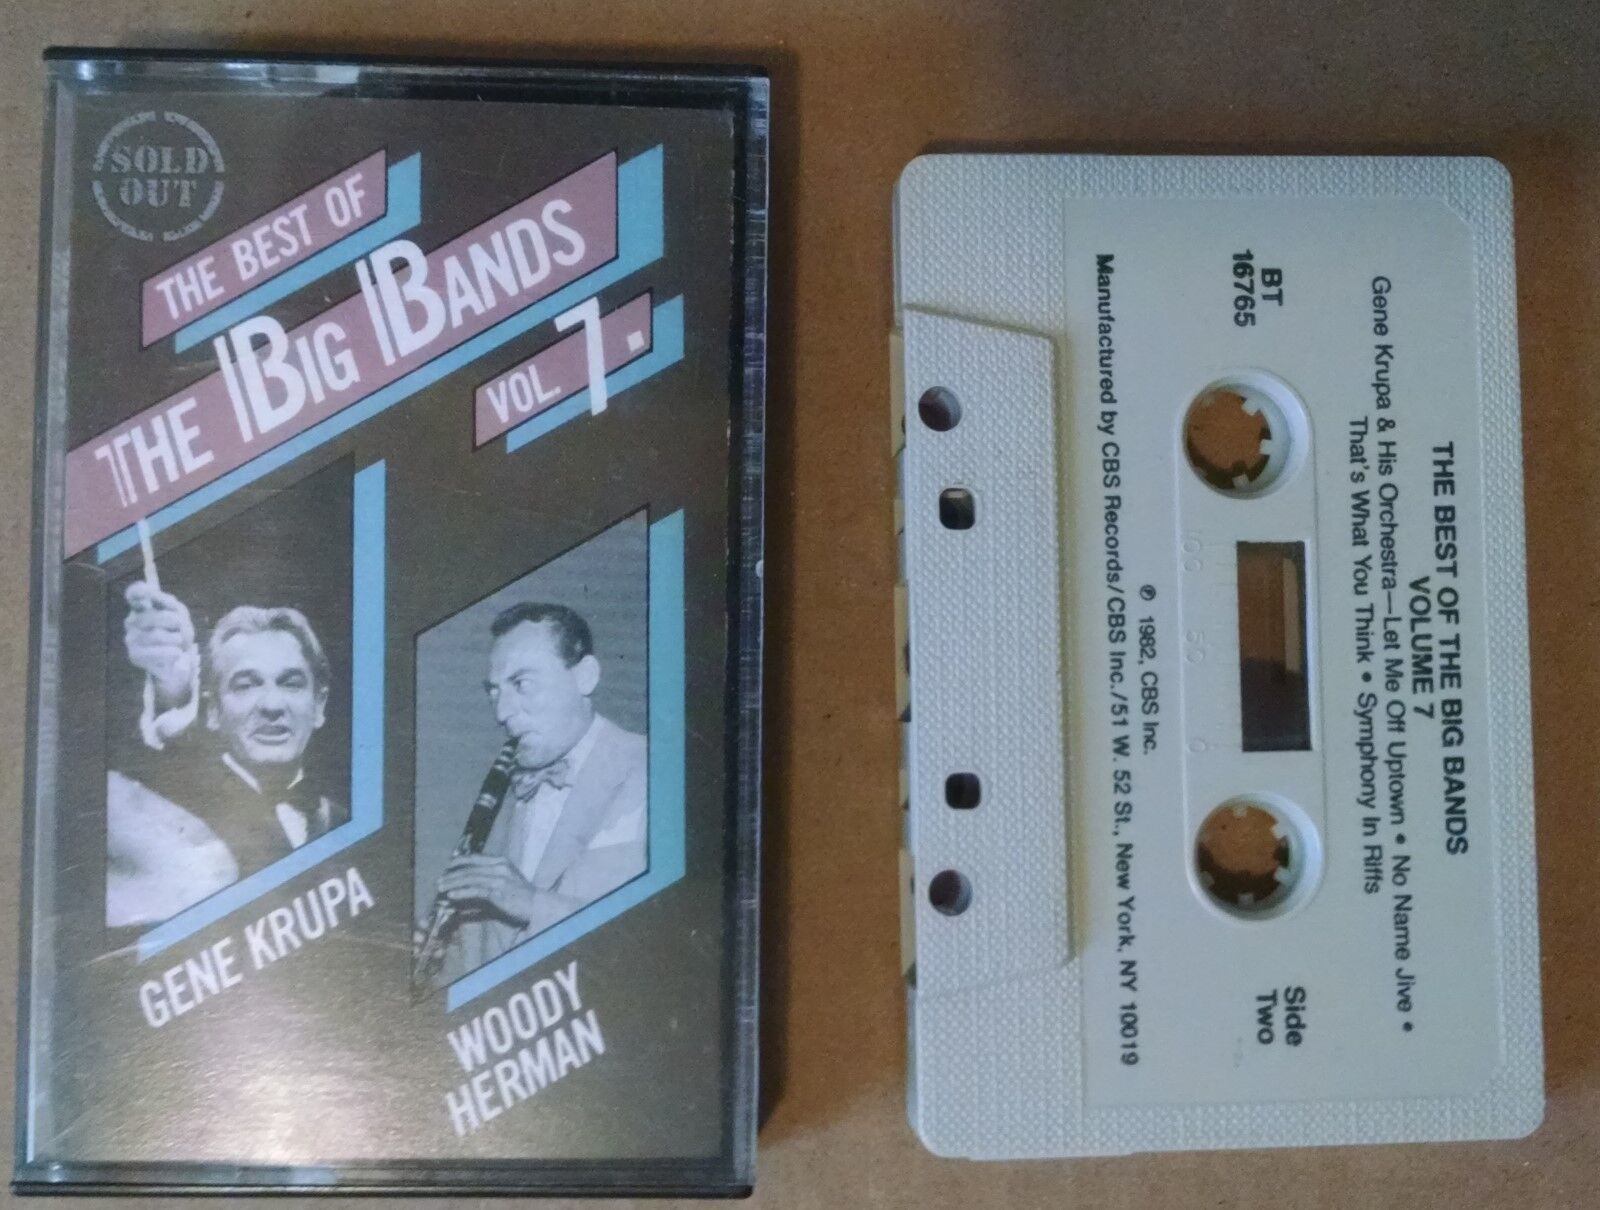 SOLD
OUT
THE BEST OF
THE BIG BANDS
VOL. 7.
GENE KRUPA
WOODY
HERMAN
THE BEST OF THE BIG BANDS
VOLUME 7
Gene Krupa & His Orchestra—Let Me Off Uptown • No Name Jive •
That's What You Think • Symphony In Riffs
BT
16765
Side
Two
100 50 0
℗ 1982, CBS Inc.
Manufactured by CBS Records/CBS Inc./51 W. 52 St., New York, NY 10019